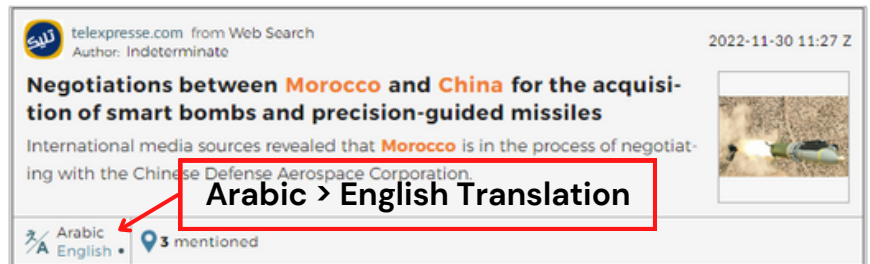 تليك
telexpresse.com from Web Search
Author: Indeterminate
2022-11-30 11:27 Z
Negotiations between Morocco and China for the acquisi-
tion of smart bombs and precision-guided missiles
International media sources revealed that Morocco is in the process of negotiat-
ing with the Chinese Defense Aerospace Corporation.
Arabic > English Translation
Arabic
English •
3 mentioned